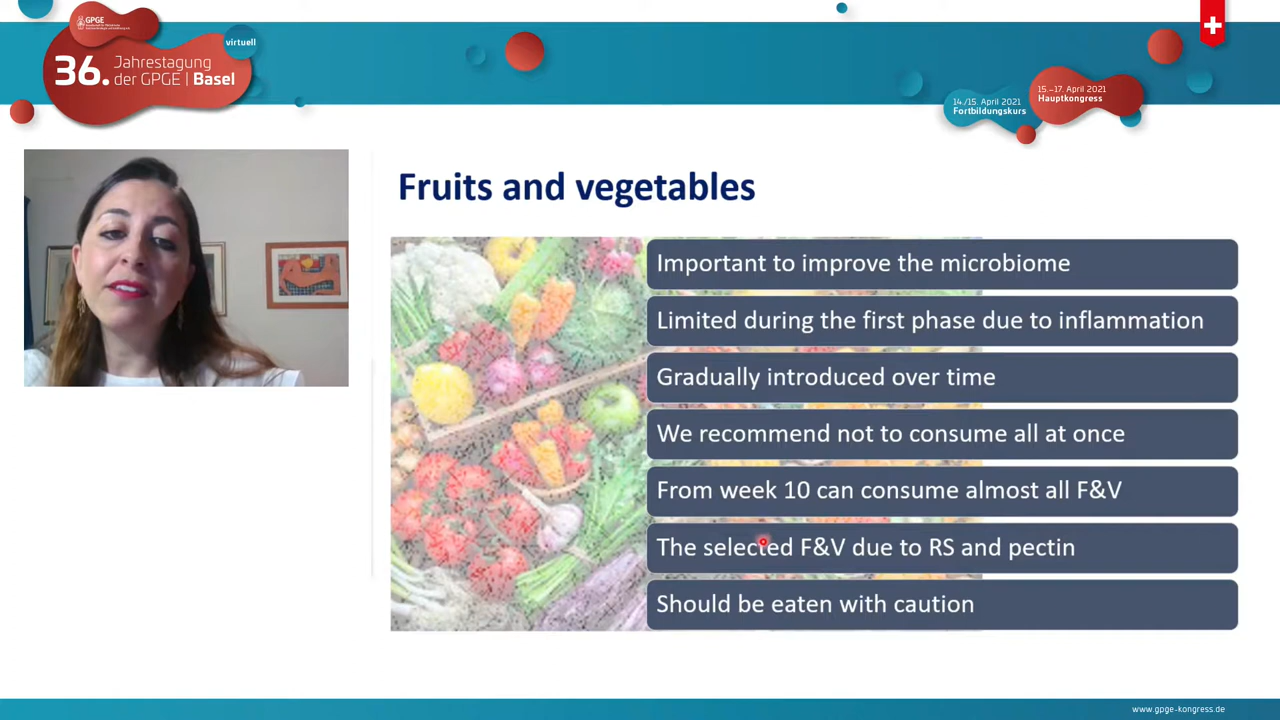 GPGE
virtuell
36. Jahrestagung
der GPGE | Basel
14./15. April 2021
Fortbildungskurs
15.–17. April 2021
Hauptkongress
Fruits and vegetables
Important to improve the microbiome
Limited during the first phase due to inflammation
Gradually introduced over time
We recommend not to consume all at once
From week 10 can consume almost all F&V
The selected F&V due to RS and pectin
Should be eaten with caution
www.gpge-kongress.de